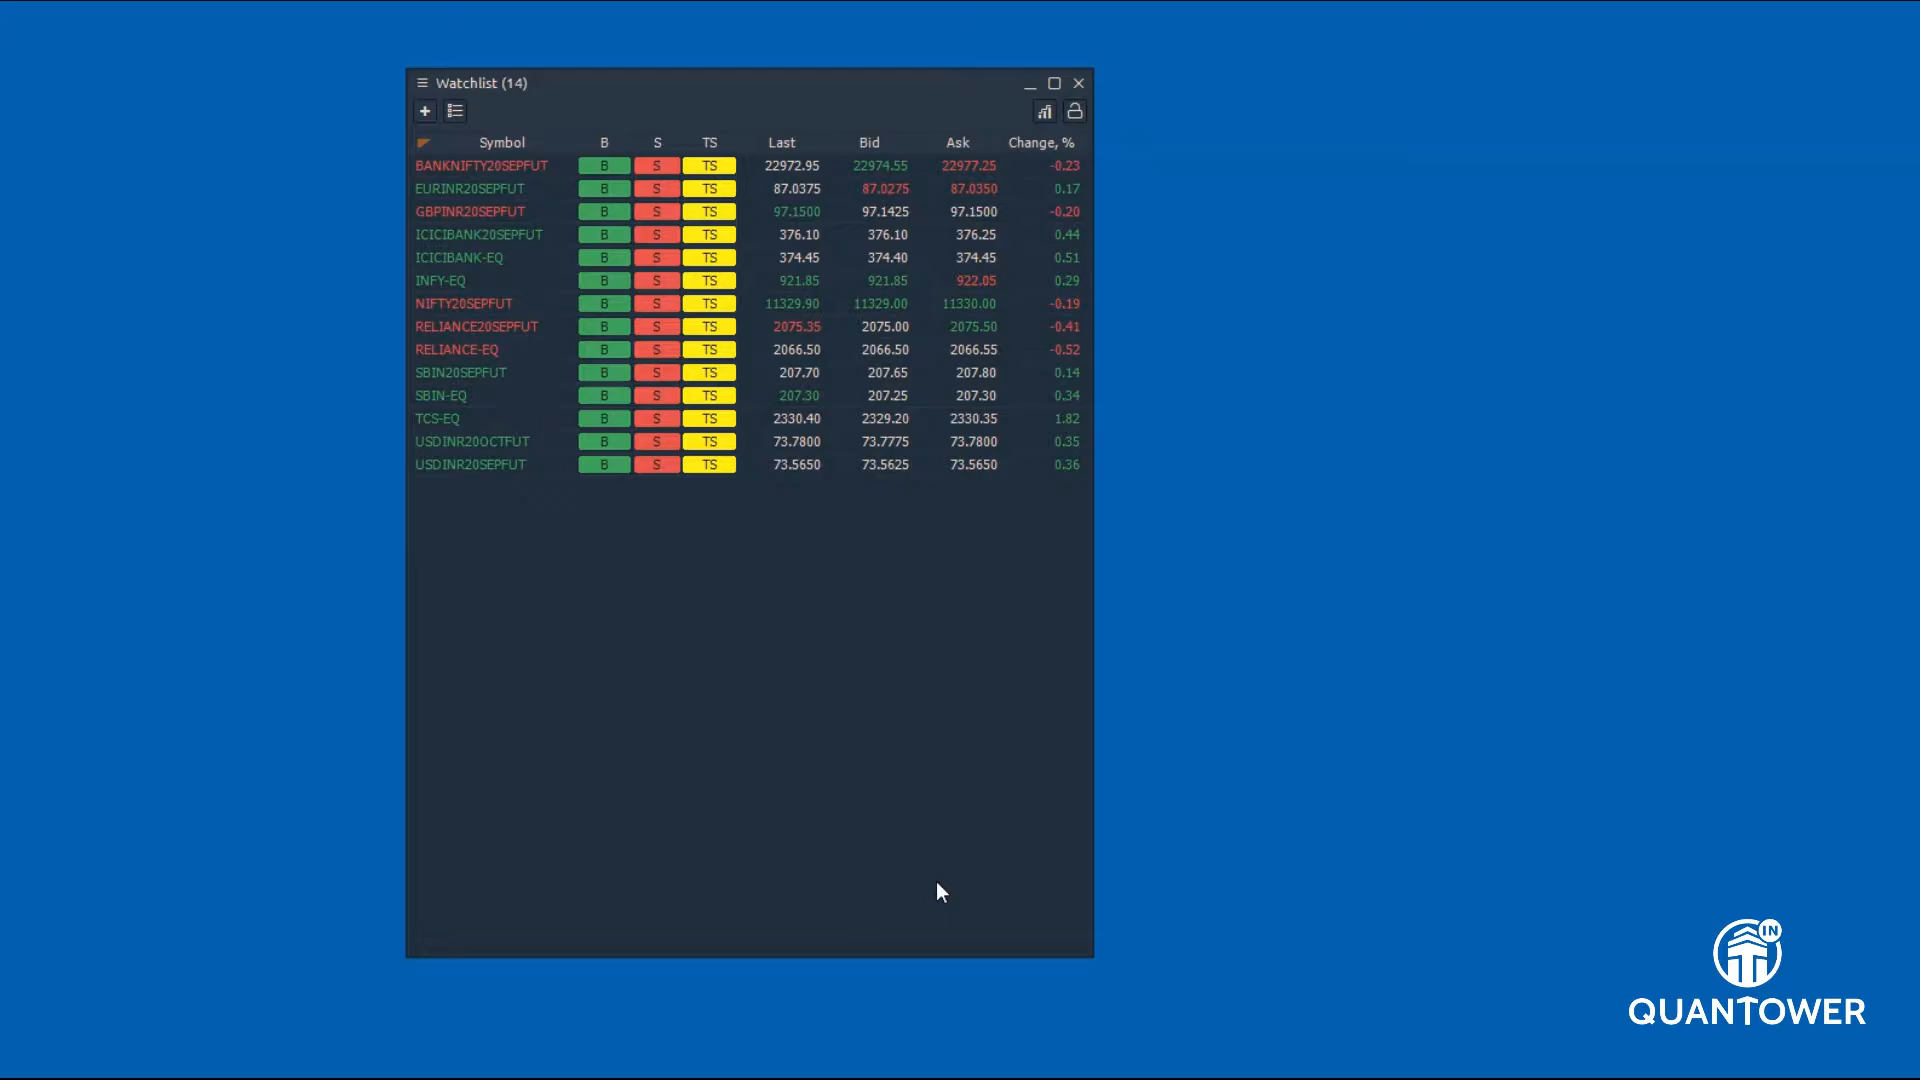 Watchlist (14)
Symbol B S TS Last Bid Ask Change, %
BANKNIFTY20SEPFUT B S TS 22972.95 22974.55 22977.25 -0.23
EURINR20SEPFUT B S TS 87.0375 87.0275 87.0350 0.17
GBPINR20SEPFUT B S TS 97.1500 97.1425 97.1500 -0.20
ICICIBANK20SEPFUT B S TS 376.10 376.10 376.25 0.44
ICICIBANK-EQ B S TS 374.45 374.40 374.45 0.51
INFY-EQ B S TS 921.85 921.85 922.05 0.29
NIFTY20SEPFUT B S TS 11329.90 11329.00 11330.00 -0.19
RELIANCE20SEPFUT B S TS 2075.35 2075.00 2075.50 -0.41
RELIANCE-EQ B S TS 2066.50 2066.50 2066.55 -0.52
SBIN20SEPFUT B S TS 207.70 207.65 207.80 0.14
SBIN-EQ B S TS 207.30 207.25 207.30 0.34
TCS-EQ B S TS 2330.40 2329.20 2330.35 1.82
USDINR20OCTFUT B S TS 73.7800 73.7775 73.7800 0.35
USDINR20SEPFUT B S TS 73.5650 73.5625 73.5650 0.36
IN
QUANTOWER